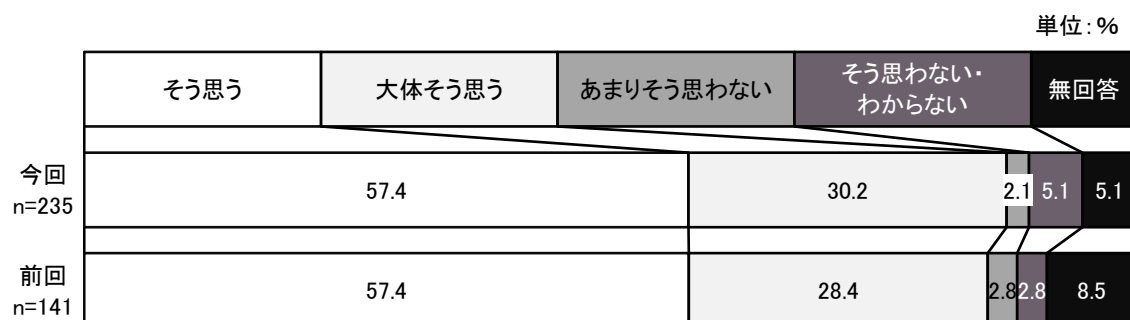 単位：％
そう思う
大体そう思う
あまりそう思わない
そう思わない・
わからない
無回答
今回
n=235
57.4
30.2
2.1
5.1
5.1
前回
n=141
57.4
28.4
2.8
2.8
8.5